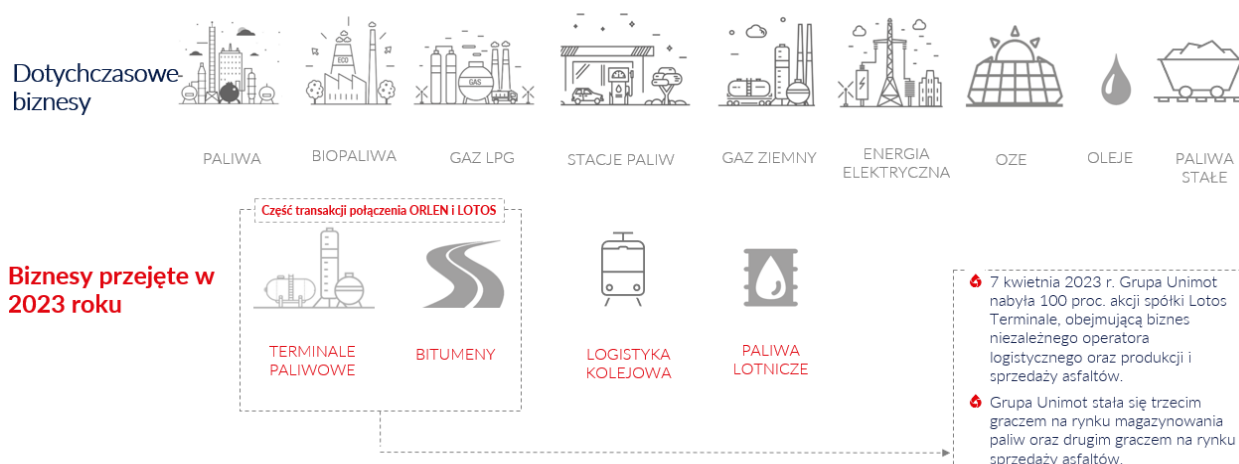 Dotychczasowe
biznesy
ECO
GAS
PALIWA
BIOPALIWA
GAZ LPG
STACJE PALIW
GAZ ZIEMNY
ENERGIA
ELEKTRYCZNA
OZE
OLEJE
PALIWA
STAŁE
Część transakcji połączenia ORLEN i LOTOS
Biznesy przejęte w
2023 roku
TERMINALE
PALIWOWE
BITUMENY
LOGISTYKA
KOLEJOWA
PALIWA
LOTNICZE
7 kwietnia 2023 r. Grupa Unimot
nabyła 100 proc. akcji spółki Lotos
Terminale, obejmującą biznes
niezależnego operatora
logistycznego oraz produkcji i
sprzedaży asfaltów.
Grupa Unimot stała się trzecim
graczem na rynku magazynowania
paliw oraz drugim graczem na rynku
sprzedaży asfaltów.